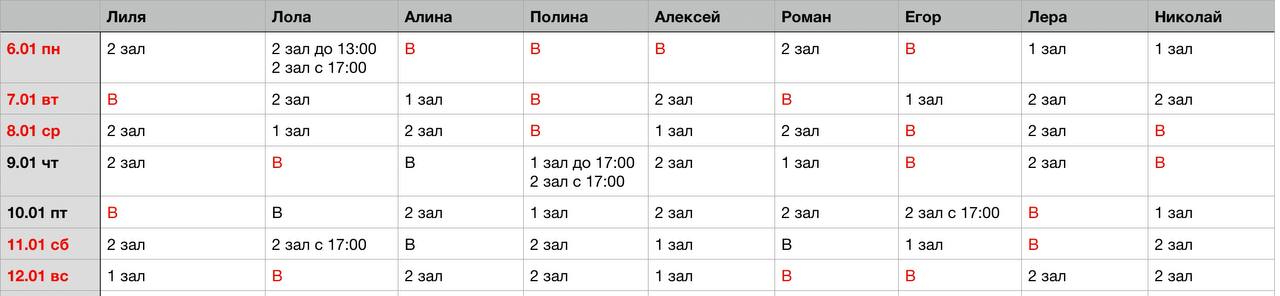 Лиля Лола Алина Полина Алексей Роман Егор Лера Николай
6.01 пн 2 зал 2 зал до 13:00 В В В 2 зал В 1 зал 1 зал
2 зал с 17:00
7.01 вт В 2 зал 1 зал В 2 зал В 1 зал 2 зал 2 зал
8.01 ср 2 зал 1 зал 2 зал В 1 зал 2 зал В 2 зал В
9.01 чт 2 зал В В 1 зал до 17:00 2 зал 1 зал В 2 зал В
2 зал с 17:00
10.01 пт В В 2 зал 1 зал 2 зал 2 зал 2 зал с 17:00 В 1 зал
11.01 сб 2 зал 2 зал с 17:00 В 2 зал 1 зал В 1 зал В 2 зал
12.01 вс 1 зал В 2 зал 2 зал 1 зал В В 2 зал 2 зал